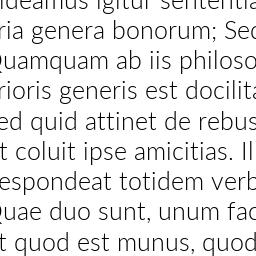 ideamus igitur sententia
ria genera bonorum; Sed
Quamquam ab iis philoso
rioris generis est docilita
ed quid attinet de rebus
t coluit ipse amicitias. Il
espondeat totidem verb
Quae duo sunt, unum fac
t quod est munus, quod